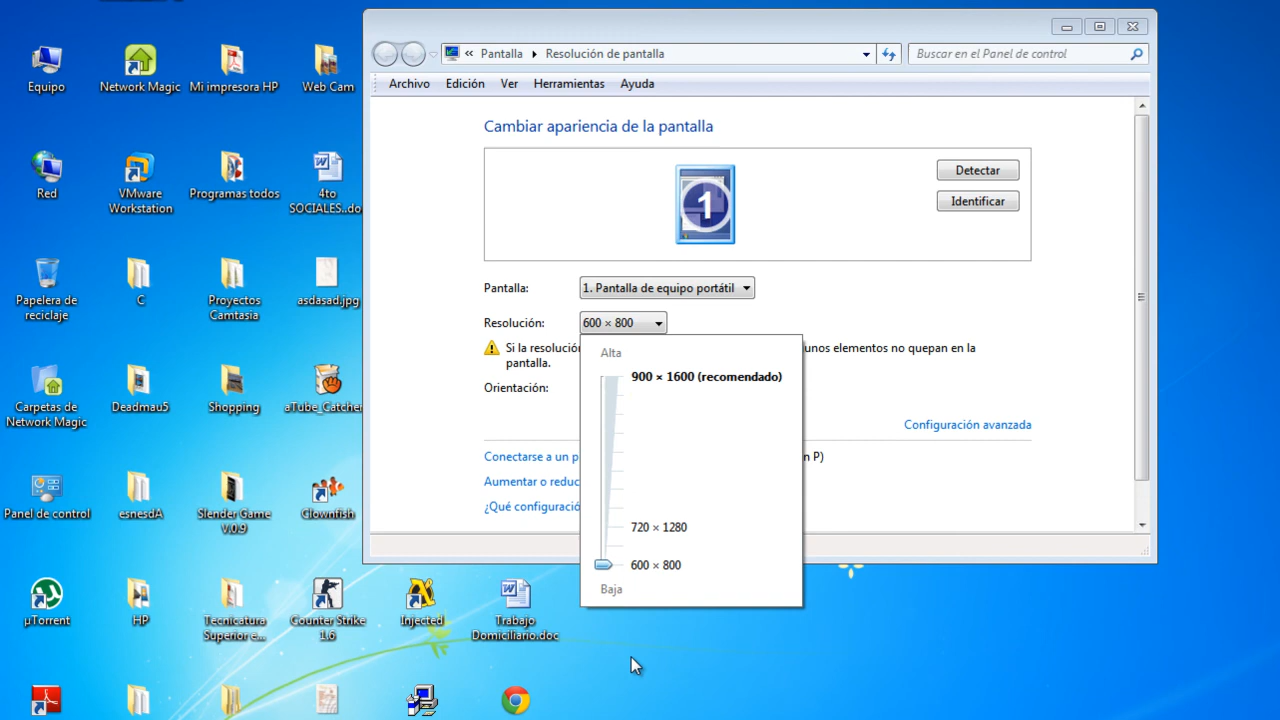 Pantalla ▸ Resolución de pantalla
Buscar en el Panel de control
Archivo Edición Ver Herramientas Ayuda
Cambiar apariencia de la pantalla
1
Detectar
Identificar
Pantalla: 1. Pantalla de equipo portátil
Resolución: 600 × 800
Si la resolución
unos elementos no quepan en la
pantalla.
Orientación:
Alta
900 × 1600 (recomendado)
720 × 1280
600 × 800
Baja
Configuración avanzada
Conectarse a un p
n P)
Aumentar o reduc
¿Qué configuració
Equipo
Network Magic
Mi impresora HP
Web Cam
Red
VMware
Workstation
Programas todos
4to
SOCIALES..do
Papelera de
reciclaje
C
Proyectos
Camtasia
asdasad.jpg
Carpetas de
Network Magic
Deadmau5
Shopping
aTube_Catcher
Panel de control
esnesdA
Slender Game
V.0.9
Clownfish
µTorrent
HP
Tecnicatura
Superior e...
Counter Strike
1.6
Injected
Trabajo
Domiciliario.doc